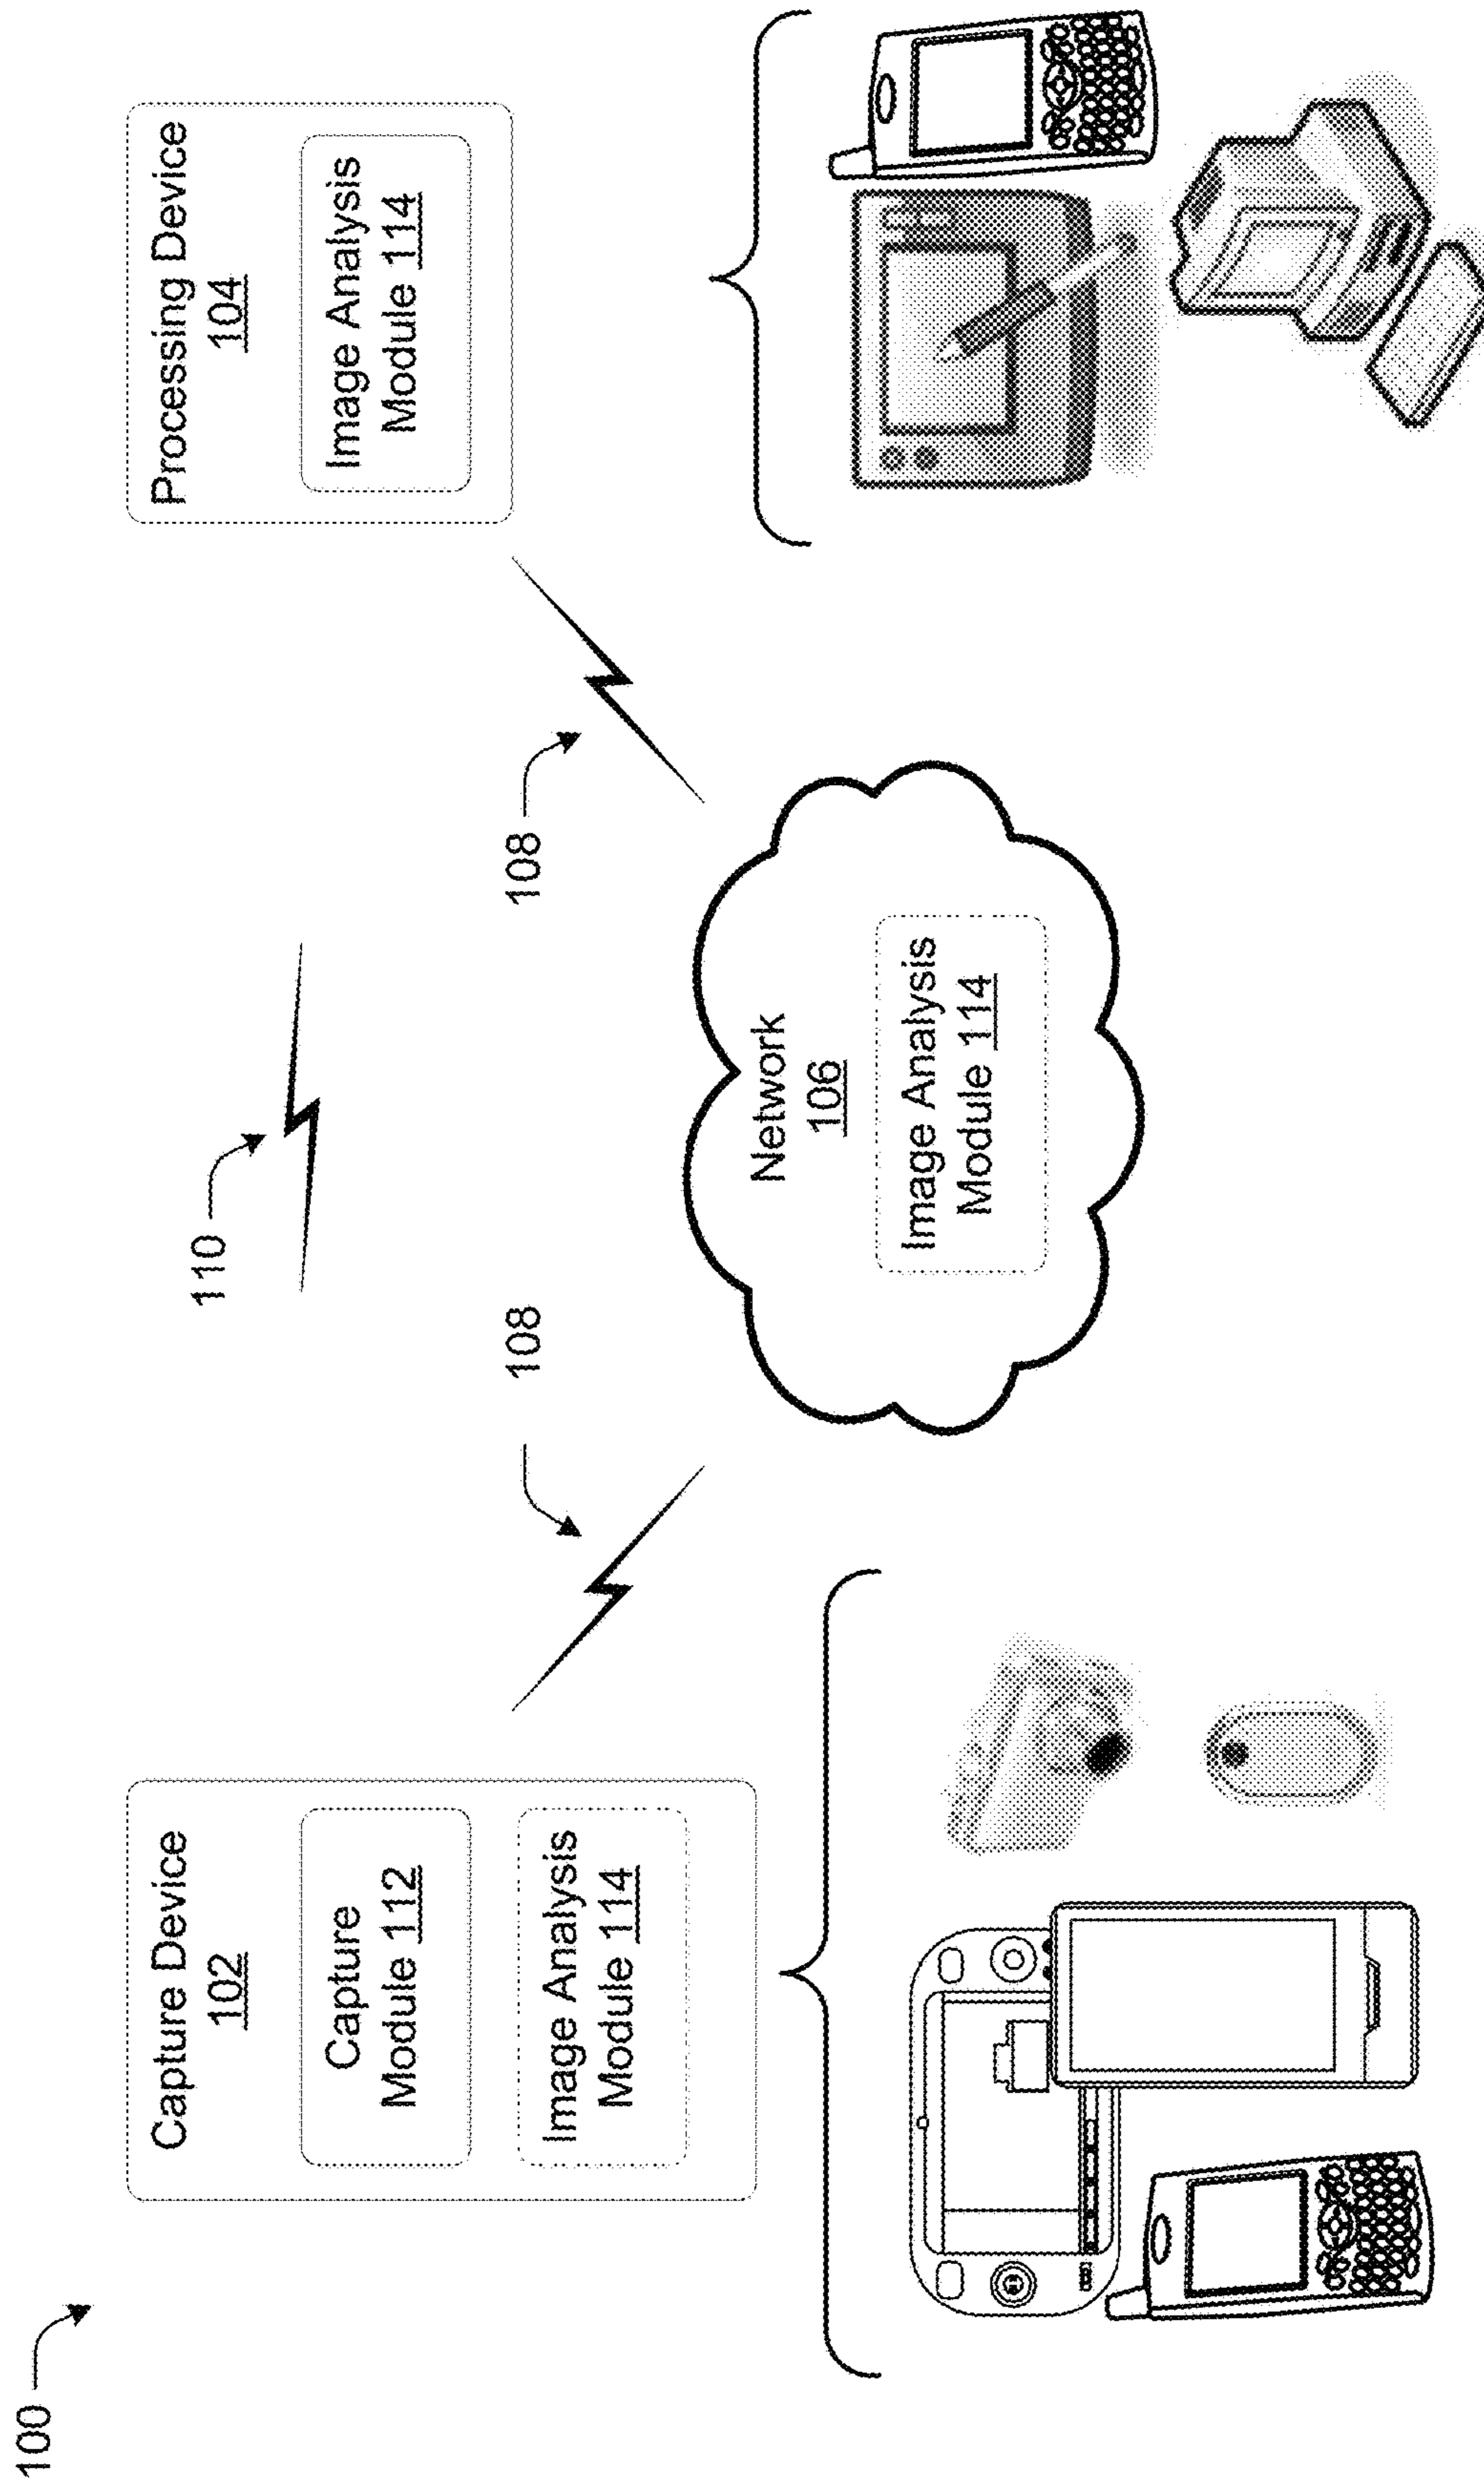 100
Capture Device
102
Capture
Module 112
Image Analysis
Module 114
110
108
108
Network
106
Image Analysis
Module 114
Processing Device
104
Image Analysis
Module 114